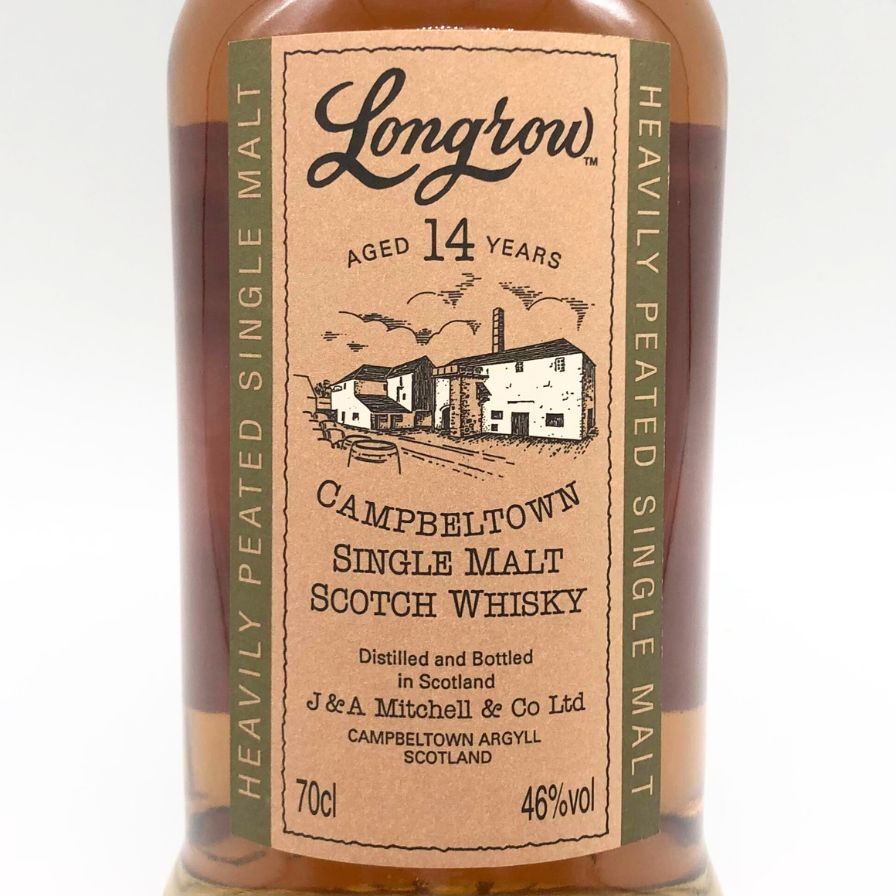 Longrow™
AGED 14 YEARS
CAMPBELTOWN
SINGLE MALT
SCOTCH WHISKY
Distilled and Bottled
in Scotland
J & A Mitchell & Co Ltd
CAMPBELTOWN ARGYLL
SCOTLAND
70cl 46%vol
HEAVILY PEATED SINGLE MALT
HEAVILY PEATED SINGLE MALT